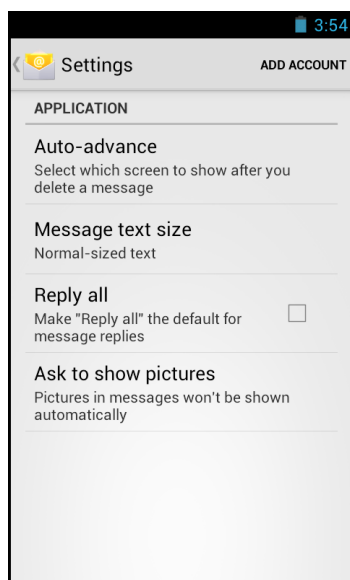 3:54
Settings
ADD ACCOUNT
APPLICATION
Auto-advance
Select which screen to show after you
delete a message
Message text size
Normal-sized text
Reply all
Make "Reply all" the default for
message replies
Ask to show pictures
Pictures in messages won't be shown
automatically